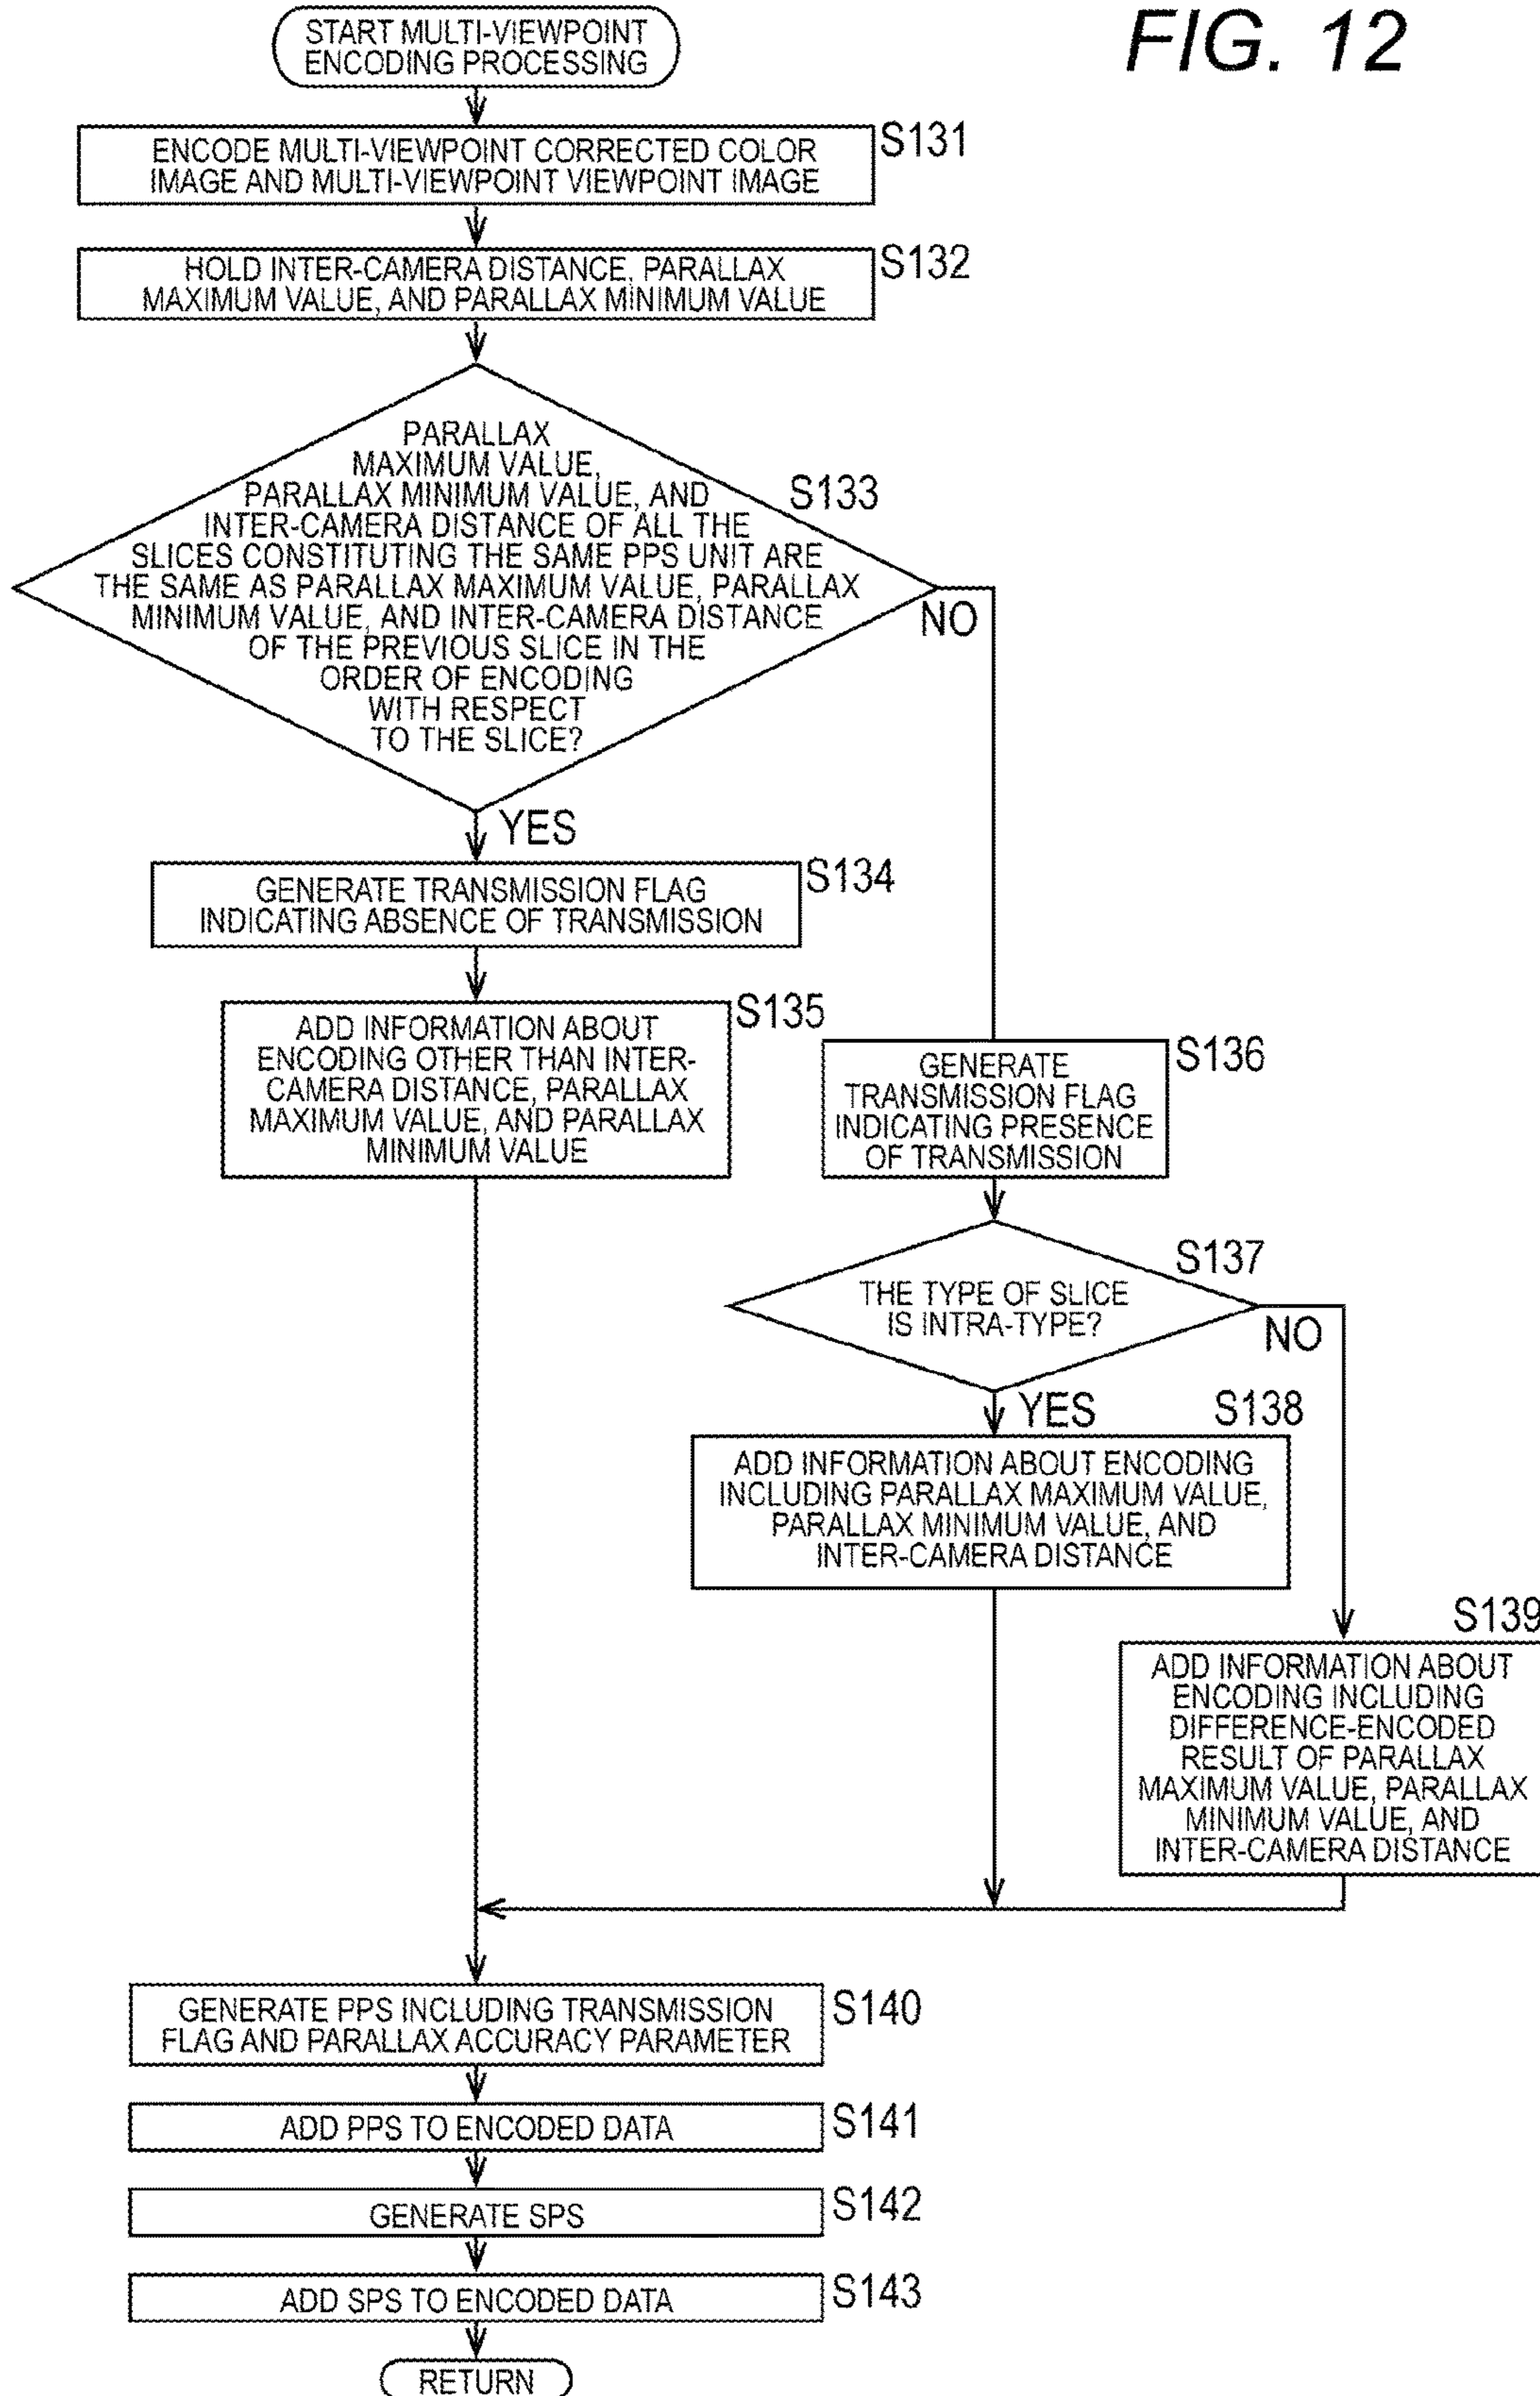 FIG. 12
START MULTI-VIEWPOINT
ENCODING PROCESSING
S131
ENCODE MULTI-VIEWPOINT CORRECTED COLOR
IMAGE AND MULTI-VIEWPOINT VIEWPOINT IMAGE
S132
HOLD INTER-CAMERA DISTANCE, PARALLAX
MAXIMUM VALUE, AND PARALLAX MINIMUM VALUE
S133
PARALLAX
MAXIMUM VALUE,
PARALLAX MINIMUM VALUE, AND
INTER-CAMERA DISTANCE OF ALL THE
SLICES CONSTITUTING THE SAME PPS UNIT ARE
THE SAME AS PARALLAX MAXIMUM VALUE, PARALLAX
MINIMUM VALUE, AND INTER-CAMERA DISTANCE
OF THE PREVIOUS SLICE IN THE
ORDER OF ENCODING
WITH RESPECT
TO THE SLICE?
NO
YES
S134
GENERATE TRANSMISSION FLAG
INDICATING ABSENCE OF TRANSMISSION
S135
ADD INFORMATION ABOUT
ENCODING OTHER THAN INTER-
CAMERA DISTANCE, PARALLAX
MAXIMUM VALUE, AND PARALLAX
MINIMUM VALUE
S136
GENERATE
TRANSMISSION FLAG
INDICATING PRESENCE
OF TRANSMISSION
S137
THE TYPE OF SLICE
IS INTRA-TYPE?
NO
YES
S138
ADD INFORMATION ABOUT ENCODING
INCLUDING PARALLAX MAXIMUM VALUE,
PARALLAX MINIMUM VALUE, AND
INTER-CAMERA DISTANCE
S139
ADD INFORMATION ABOUT
ENCODING INCLUDING
DIFFERENCE-ENCODED
RESULT OF PARALLAX
MAXIMUM VALUE, PARALLAX
MINIMUM VALUE, AND
INTER-CAMERA DISTANCE
S140
GENERATE PPS INCLUDING TRANSMISSION
FLAG AND PARALLAX ACCURACY PARAMETER
S141
ADD PPS TO ENCODED DATA
S142
GENERATE SPS
S143
ADD SPS TO ENCODED DATA
RETURN